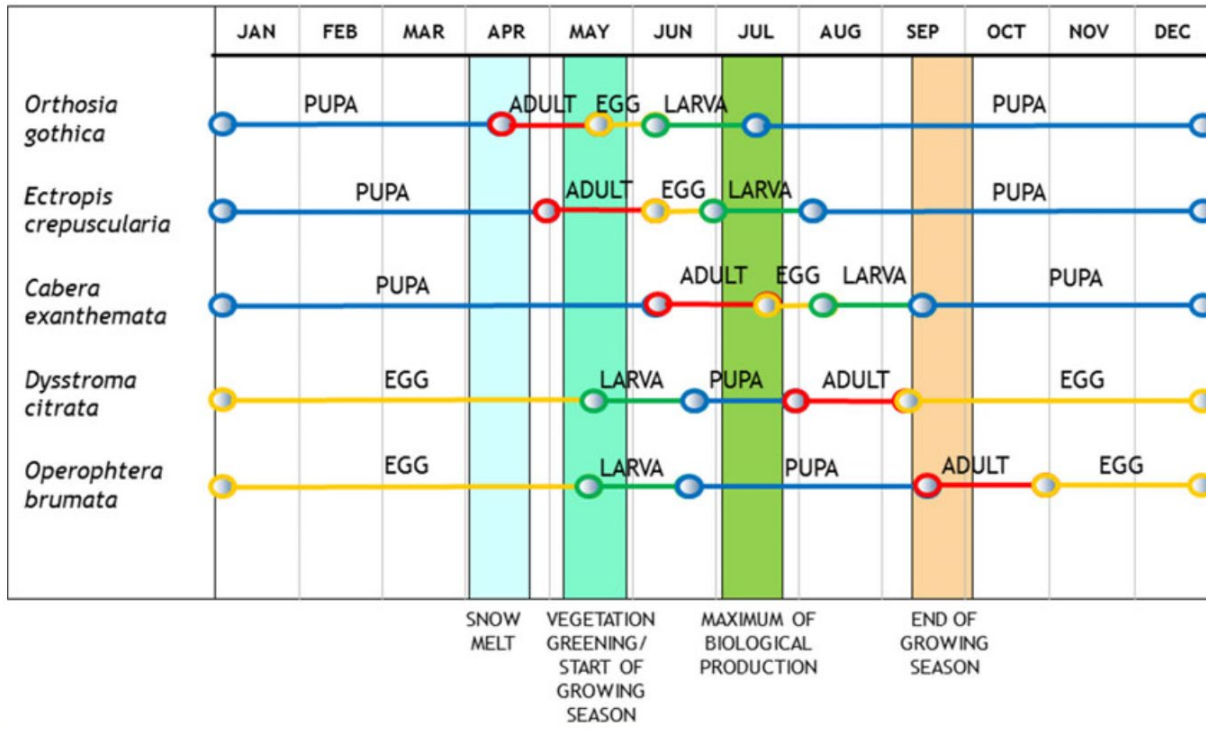 JAN FEB MAR APR MAY JUN JUL AUG SEP OCT NOV DEC
Orthosia
gothica
PUPA ADULT EGG LARVA PUPA
Ectropis
crepuscularia
PUPA ADULT EGG LARVA PUPA
Cabera
exanthemata
PUPA ADULT EGG LARVA PUPA
Dysstroma
citrata
EGG LARVA PUPA ADULT EGG
Operophtera
brumata
EGG LARVA PUPA ADULT EGG
SNOW
MELT
VEGETATION
GREENING/
START OF
GROWING
SEASON
MAXIMUM OF
BIOLOGICAL
PRODUCTION
END OF
GROWING
SEASON